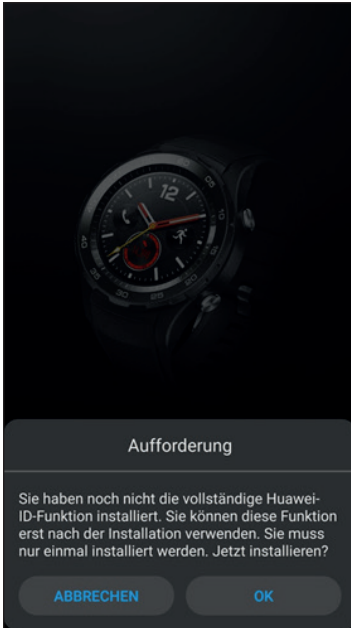 12
Aufforderung
Sie haben noch nicht die vollständige Huawei-
ID-Funktion installiert. Sie können diese Funktion
erst nach der Installation verwenden. Sie muss
nur einmal installiert werden. Jetzt installieren?
ABBRECHEN
OK